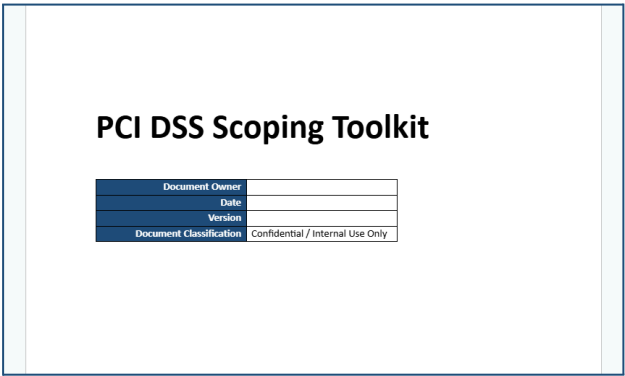 PCI DSS Scoping Toolkit
Document Owner
Date
Version
Document Classification Confidential / Internal Use Only